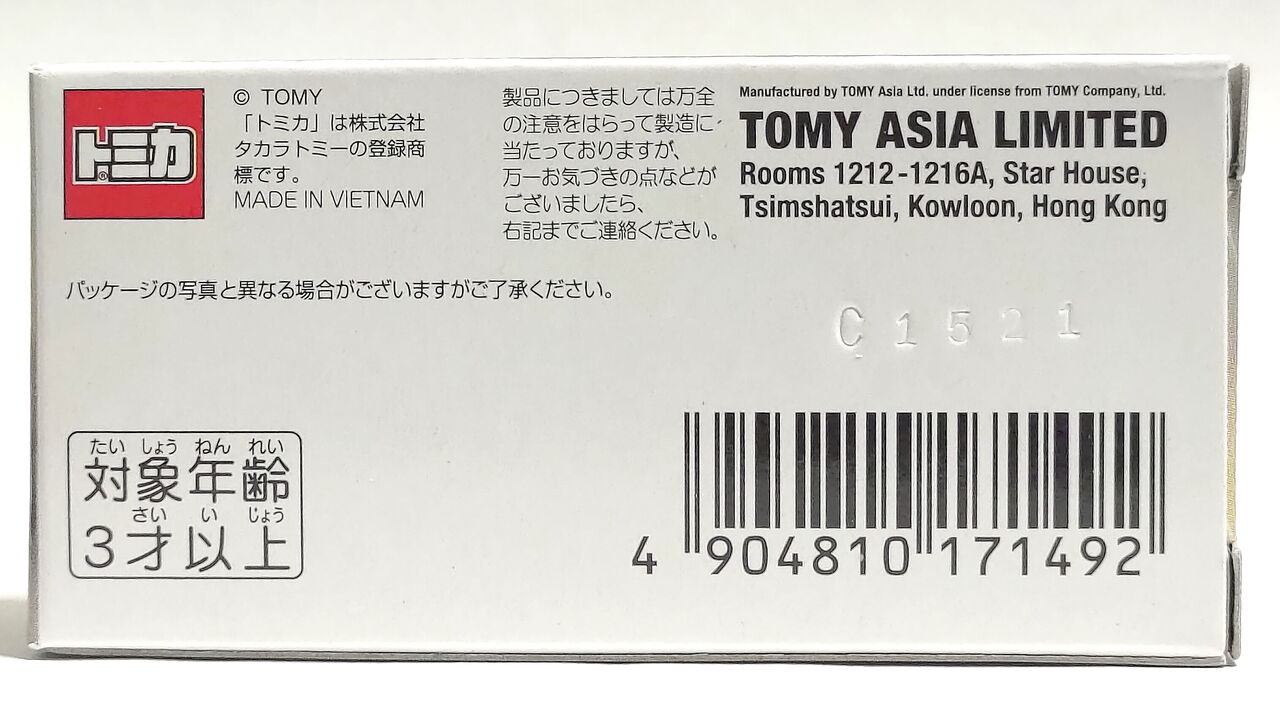 トミカ®
© TOMY
「トミカ」は株式会社
タカラトミーの登録商
標です。
MADE IN VIETNAM
製品につきましては万全
の注意をはらって製造に
当たっておりますが、
万一お気づきの点などが
ございましたら、
右記までご連絡ください。
Manufactured by TOMY Asia Ltd. under license from TOMY Company, Ltd.
TOMY ASIA LIMITED
Rooms 1212-1216A, Star House,
Tsimshatsui, Kowloon, Hong Kong
パッケージの写真と異なる場合がございますがご了承ください。
C1521
たいしょうねんれい
対象年齢
さいいじょう
3才以上
4 904810 171492